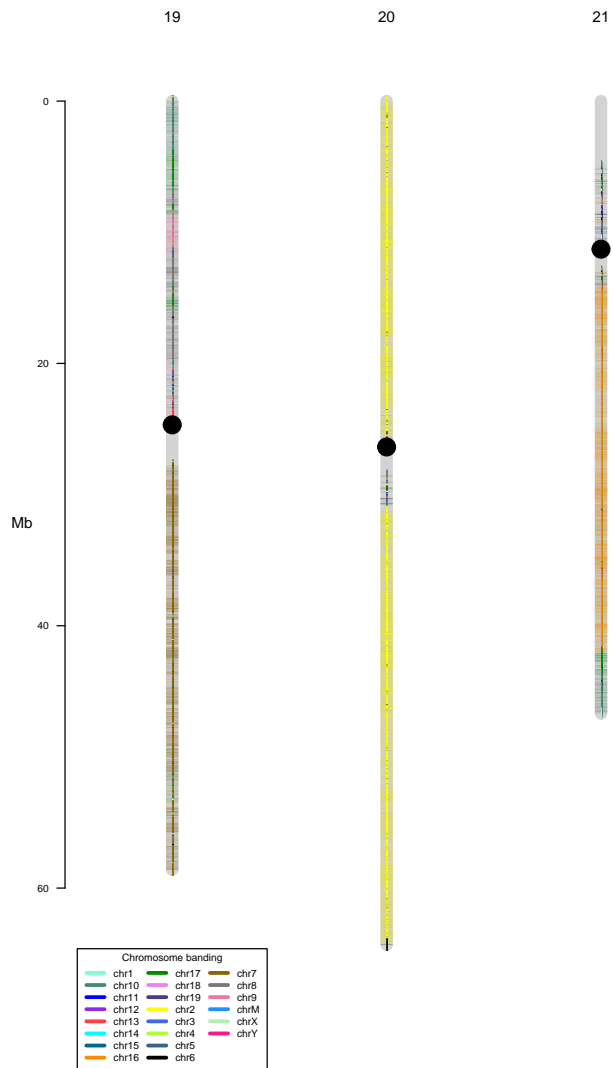 19 20 21
0
20
Mb
40
60
Chromosome banding
chr1 chr17 chr7
chr10 chr18 chr8
chr11 chr19 chr9
chr12 chr2 chrM
chr13 chr3 chrX
chr14 chr4 chrY
chr15 chr5
chr16 chr6